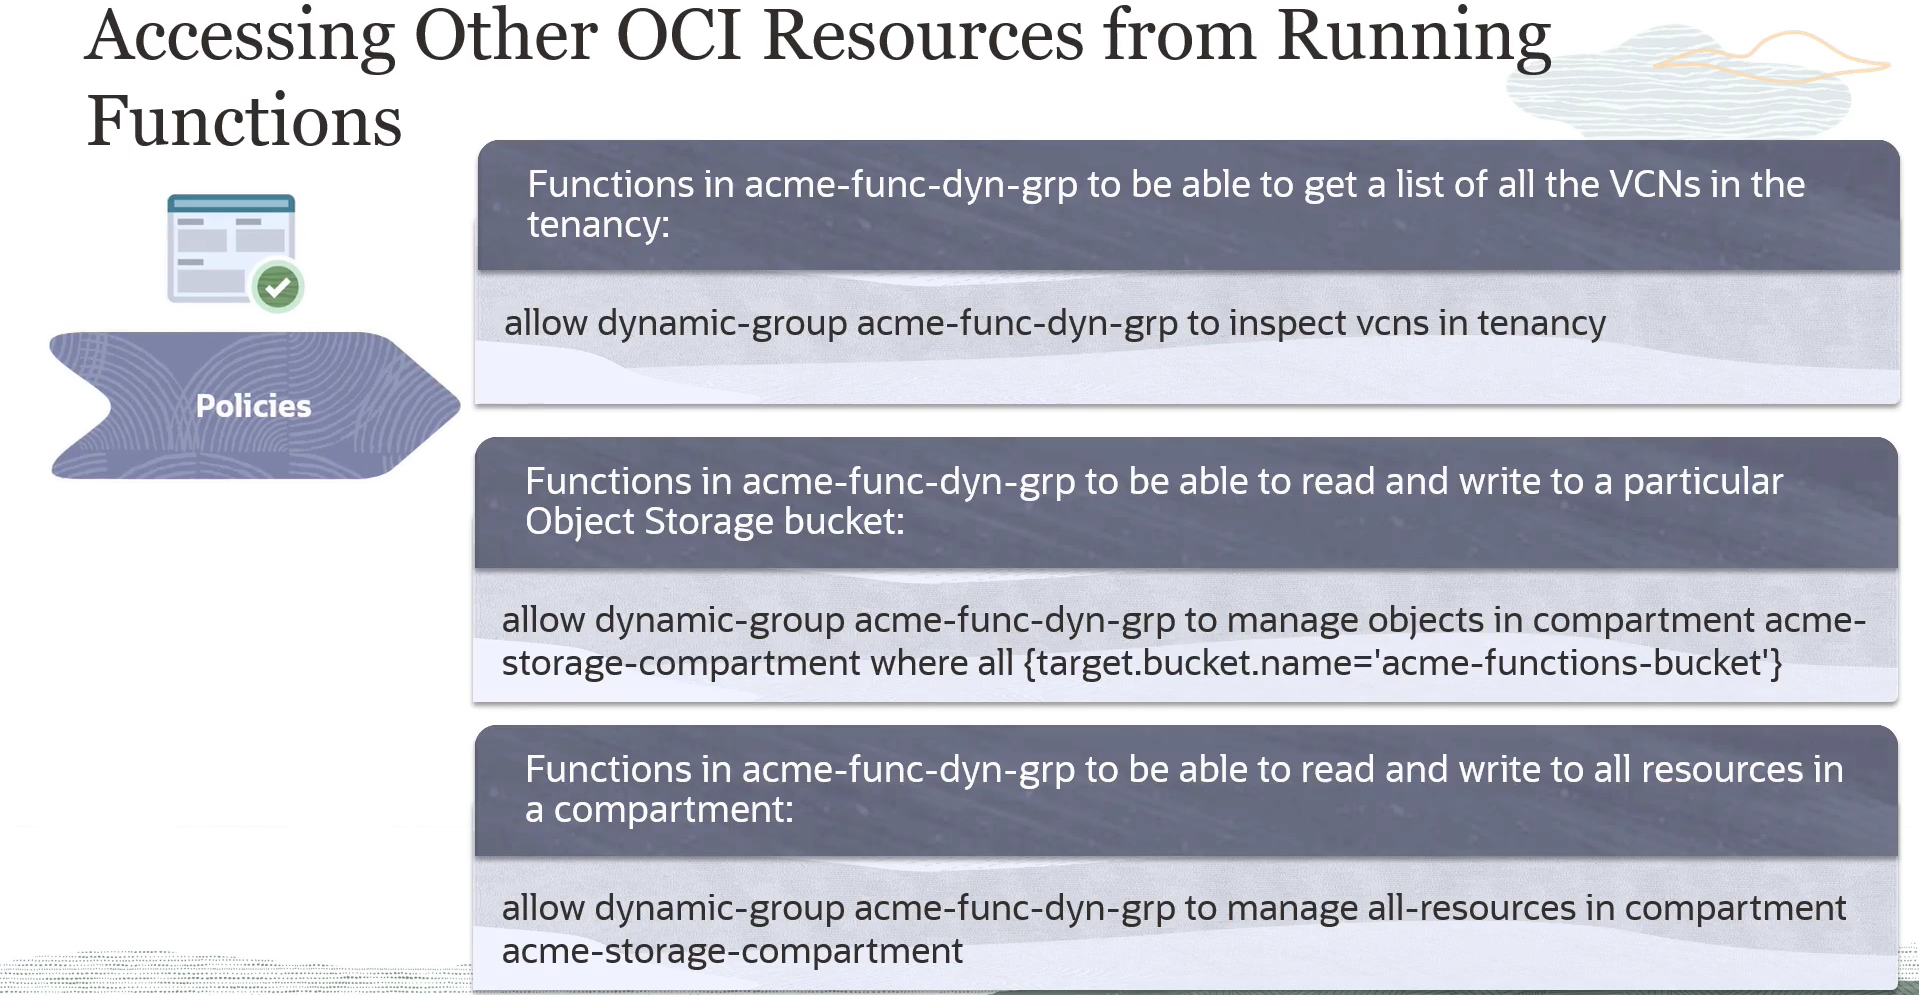 Accessing Other OCI Resources from Running
Functions
Policies
Functions in acme-func-dyn-grp to be able to get a list of all the VCNs in the
tenancy:
allow dynamic-group acme-func-dyn-grp to inspect vcns in tenancy
Functions in acme-func-dyn-grp to be able to read and write to a particular
Object Storage bucket:
allow dynamic-group acme-func-dyn-grp to manage objects in compartment acme-
storage-compartment where all {target.bucket.name='acme-functions-bucket'}
Functions in acme-func-dyn-grp to be able to read and write to all resources in
a compartment:
allow dynamic-group acme-func-dyn-grp to manage all-resources in compartment
acme-storage-compartment